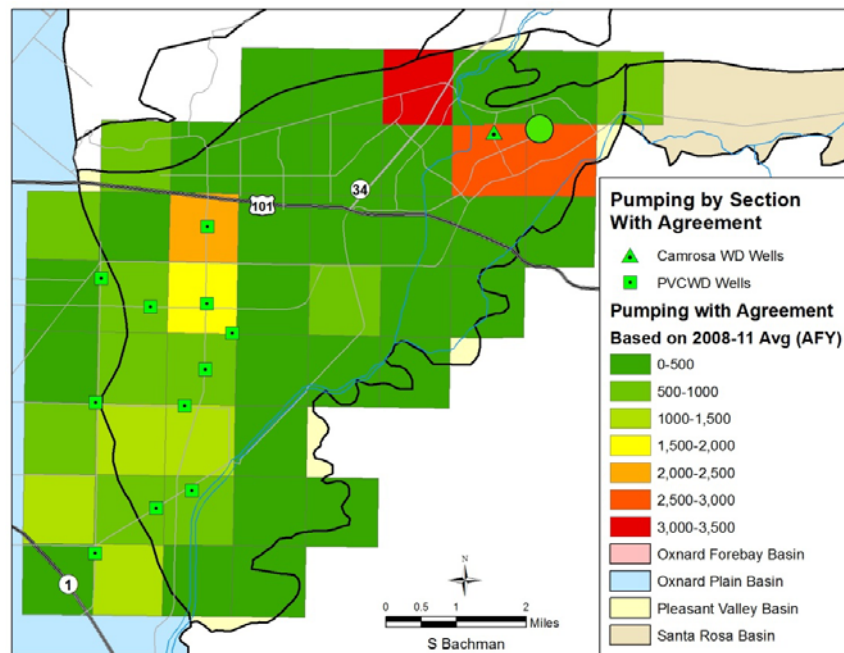 34
101
1
N
0 0.5 1 2
Miles
S Bachman
Pumping by Section
With Agreement
Camrosa WD Wells
PVCWD Wells
Pumping with Agreement
Based on 2008-11 Avg (AFY)
0-500
500-1000
1000-1,500
1,500-2,000
2,000-2,500
2,500-3,000
3,000-3,500
Oxnard Forebay Basin
Oxnard Plain Basin
Pleasant Valley Basin
Santa Rosa Basin